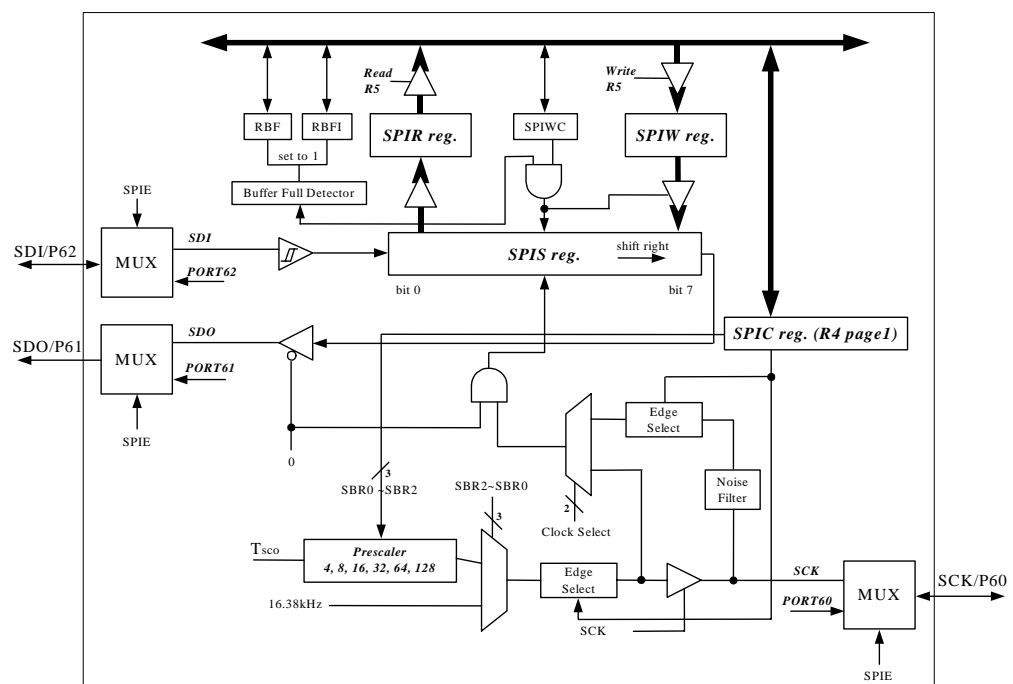 Read
R5
Write
R5
RBF
RBFI
SPIR reg.
SPIWC
SPIW reg.
set to 1
Buffer Full Detector
SPIE
SDI/P62
MUX
SDI
PORT62
SPIS reg.
shift right
bit 0
bit 7
SDO/P61
MUX
SDO
PORT61
SPIE
SPIC reg. (R4 page1)
Edge
Select
0
3
SBR0 ~SBR2
SBR2~SBR0
3
2
Clock Select
Noise
Filter
Tsco
Prescaler
4, 8, 16, 32, 64, 128
16.38kHz
Edge
Select
SCK
SCK
PORT60
MUX
SCK/P60
SPIE